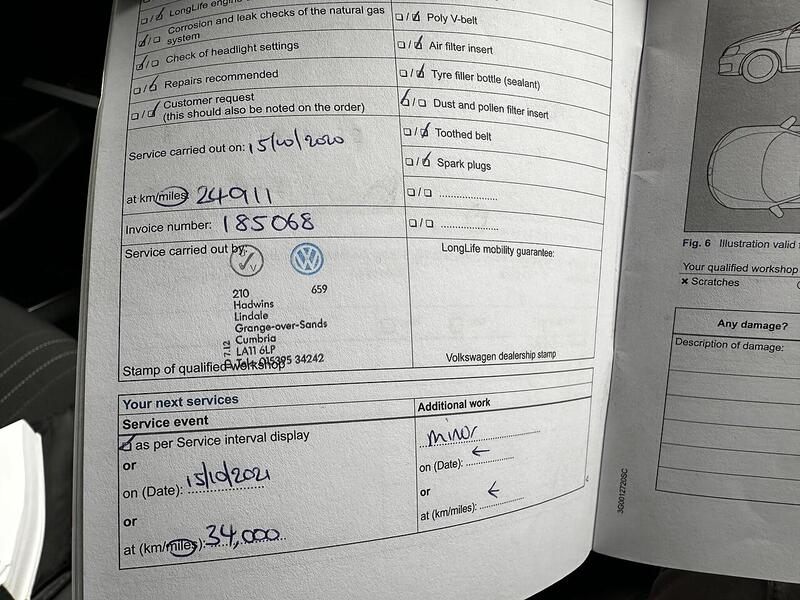 LongLife engine
Corrosion and leak checks of the natural gas
system
Check of headlight settings
Repairs recommended
Customer request
(this should also be noted on the order)
Service carried out on: 15/10/2020
at km/miles: 24911
Invoice number: 185068
Service carried out by:
210 659
Hadwins
Lindale
Grange-over-Sands
Cumbria
LA11 6LP
Tel: 015395 34242
Stamp of qualified workshop
Poly V-belt
Air filter insert
Tyre filler bottle (sealant)
Dust and pollen filter insert
Toothed belt
Spark plugs
LongLife mobility guarantee:
Volkswagen dealership stamp
Your next services
Service event
as per Service interval display
or
on (Date): 15/10/2021
or
at (km/miles): 34,000
Additional work
minor
on (Date):
or
at (km/miles):
3G0012720SC
Fig. 6 Illustration valid
Your qualified workshop
Scratches
Any damage?
Description of damage: